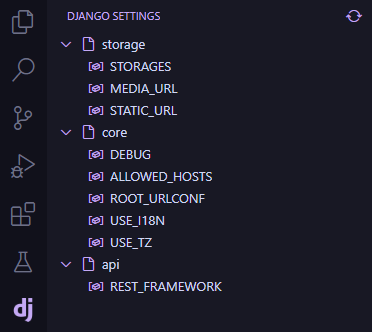 DJANGO SETTINGS
storage
STORAGES
MEDIA_URL
STATIC_URL
core
DEBUG
ALLOWED_HOSTS
ROOT_URLCONF
USE_I18N
USE_TZ
api
REST_FRAMEWORK
dj